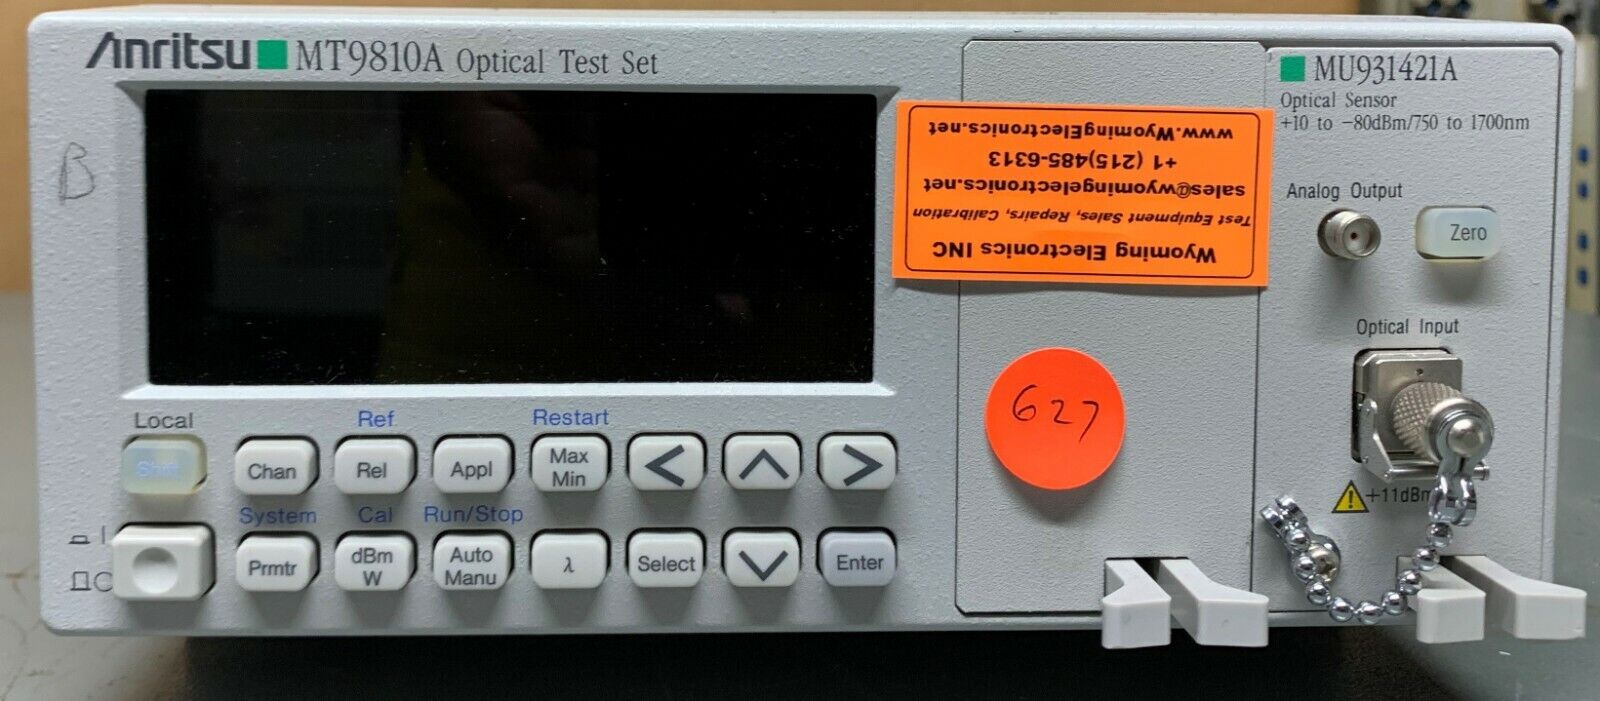 Anritsu MT9810A Optical Test Set
MU931421A
Optical Sensor
+10 to -80dBm/750 to 1700nm
B
www.WyomingElectronics.net
+1 (215)485-6313
sales@wyomingelectronics.net
Test Equipment Sales, Repairs, Calibration
Wyoming Electronics INC
Analog Output
Zero
Optical Input
+11dBm
627
Local
Ref
Restart
Shift
Chan
Rel
Appl
Max
Min
<
^
>
System
Cal
Run/Stop
Prmtr
dBm
W
Auto
Manu
λ
Select
Enter